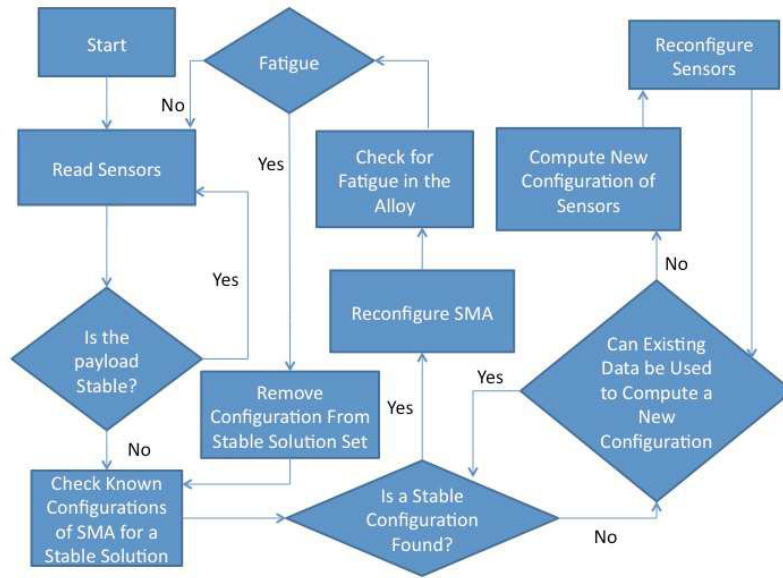 Start
Fatigue
Reconfigure
Sensors
No
Read Sensors
Yes
Check for
Fatigue in the
Alloy
Compute New
Configuration of
Sensors
Yes
No
Reconfigure SMA
Is the
payload
Stable?
Can Existing
Data be Used
to Compute a
New
Configuration
Remove
Configuration From
Stable Solution Set
Yes
Yes
No
Check Known
Configurations
of SMA for a
Stable Solution
Is a Stable
Configuration
Found?
No